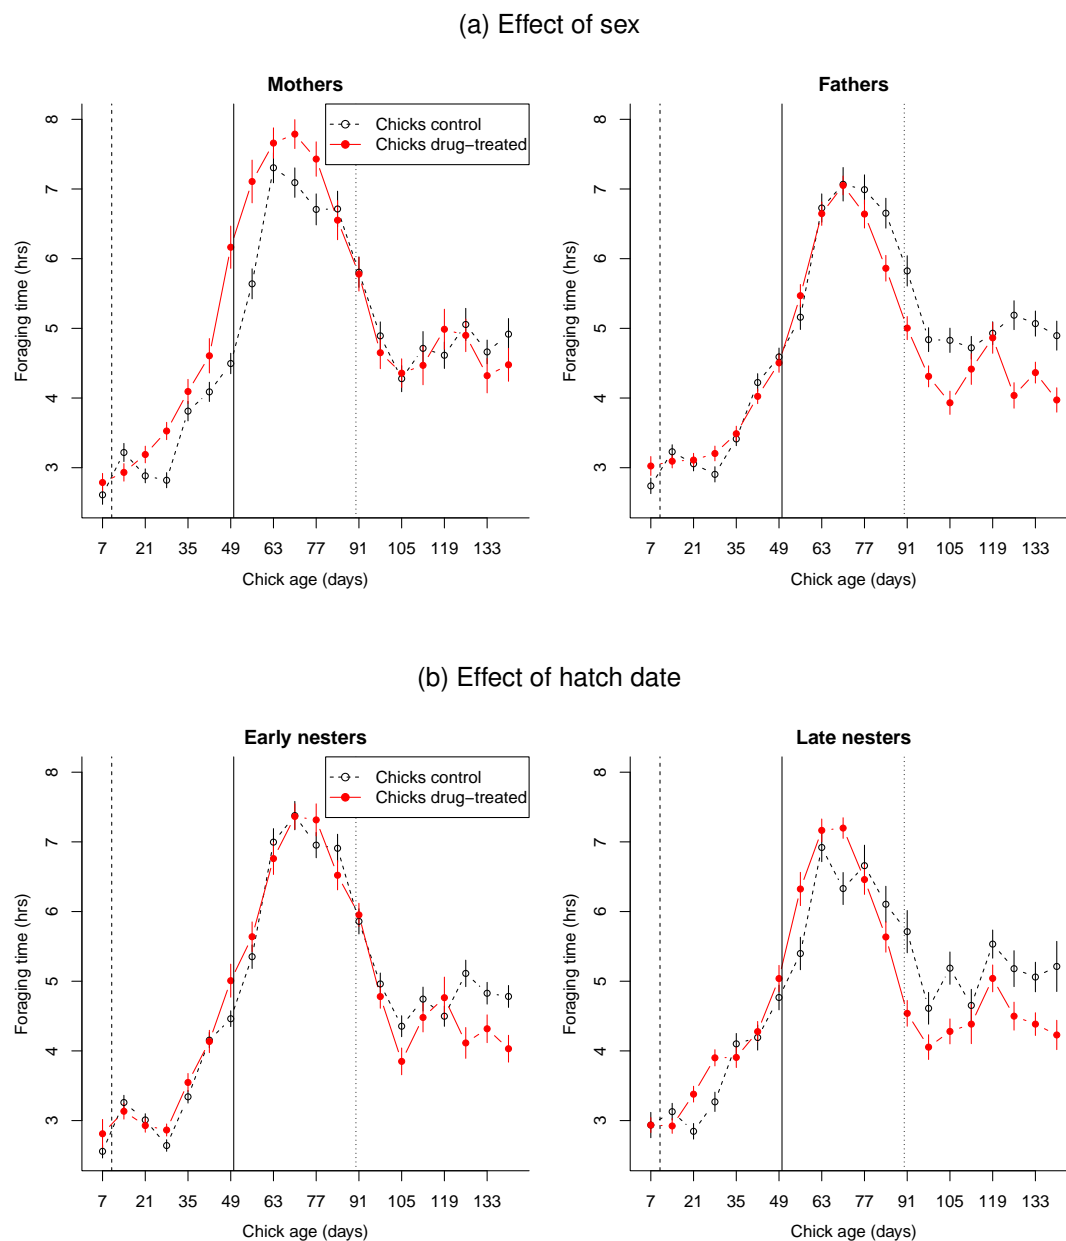 (a) Effect of sex
Mothers
Chicks control
Chicks drug−treated
8
7
6
5
4
3
Foraging time (hrs)
7 21 35 49 63 77 91 105 119 133
Chick age (days)
Fathers
8
7
6
5
4
3
Foraging time (hrs)
7 21 35 49 63 77 91 105 119 133
Chick age (days)
(b) Effect of hatch date
Early nesters
Chicks control
Chicks drug−treated
8
7
6
5
4
3
Foraging time (hrs)
7 21 35 49 63 77 91 105 119 133
Chick age (days)
Late nesters
8
7
6
5
4
3
Foraging time (hrs)
7 21 35 49 63 77 91 105 119 133
Chick age (days)